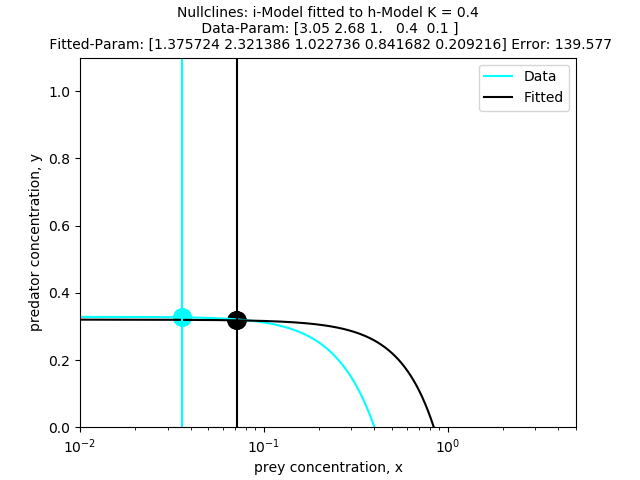 Nullclines: i-Model fitted to h-Model K = 0.4
Data-Param: [3.05 2.68 1.   0.4  0.1 ]
Fitted-Param: [1.375724 2.321386 1.022736 0.841682 0.209216] Error: 139.577
Data
Fitted
predator concentration, y
1.0
0.8
0.6
0.4
0.2
0.0
10⁻²
10⁻¹
10⁰
prey concentration, x